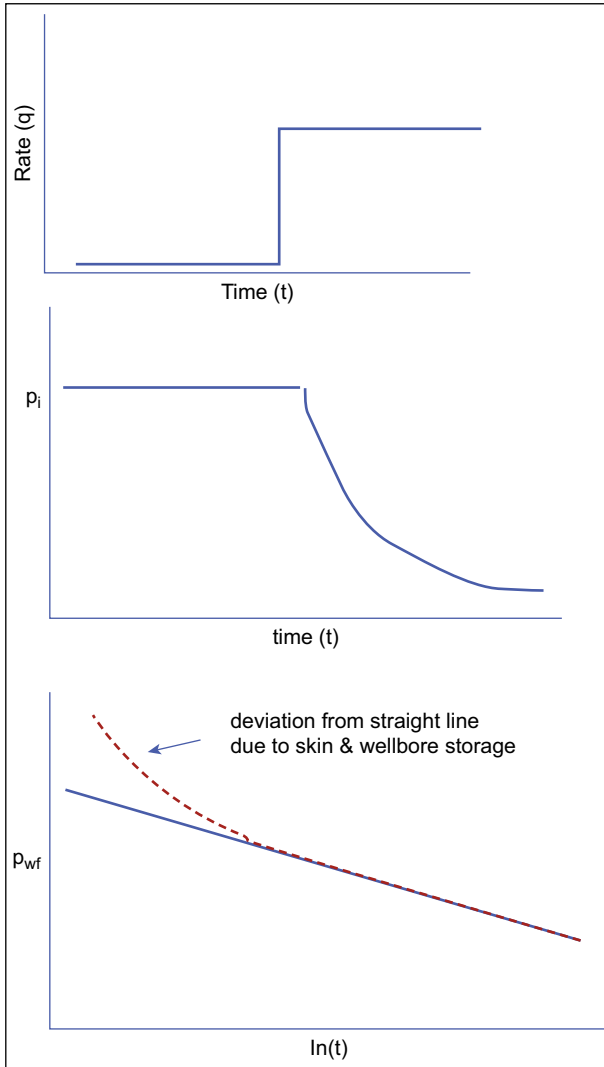 Rate (q)
Time (t)
pi
time (t)
deviation from straight line
due to skin & wellbore storage
pwf
ln(t)